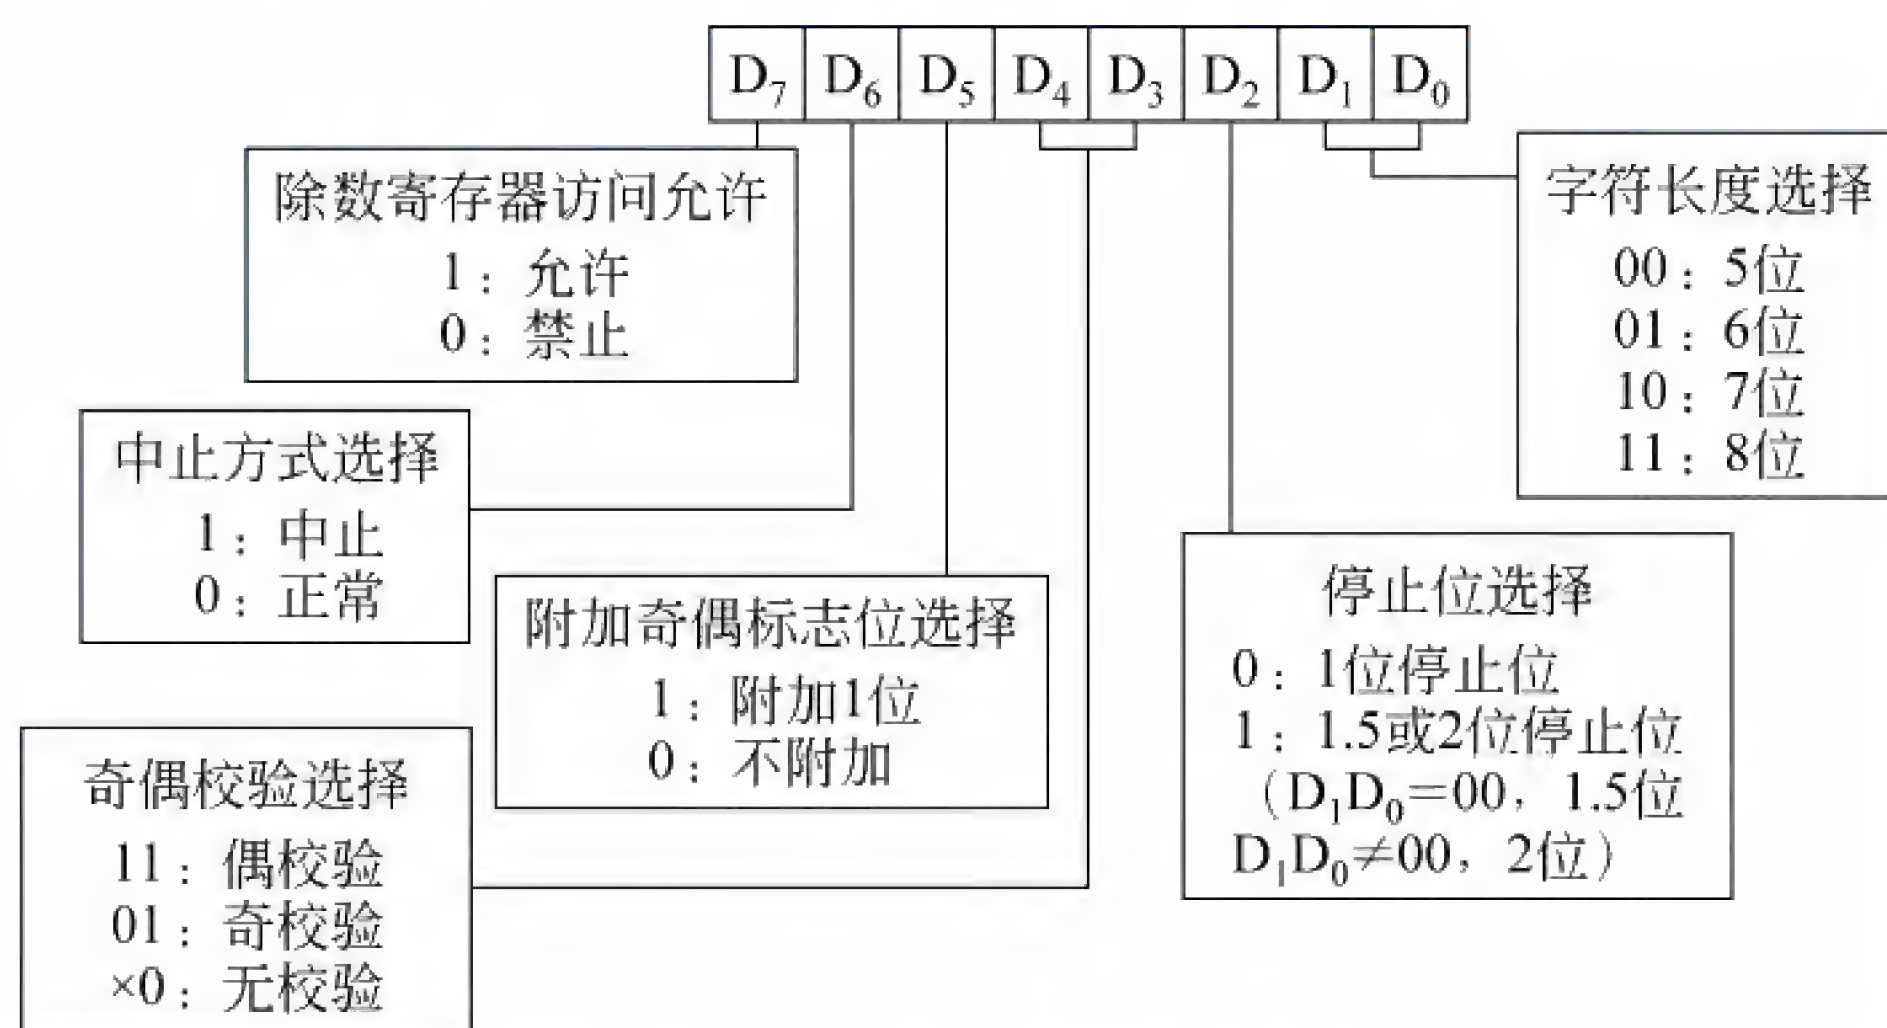 D₇ D₆ D₅ D₄ D₃ D₂ D₁ D₀
除数寄存器访问允许
1：允许
0：禁止
字符长度选择
00：5位
01：6位
10：7位
11：8位
中止方式选择
1：中止
0：正常
附加奇偶标志位选择
1：附加1位
0：不附加
停止位选择
0：1位停止位
1：1.5或2位停止位
（D₁D₀=00，1.5位
D₁D₀≠00，2位）
奇偶校验选择
11：偶校验
01：奇校验
×0：无校验